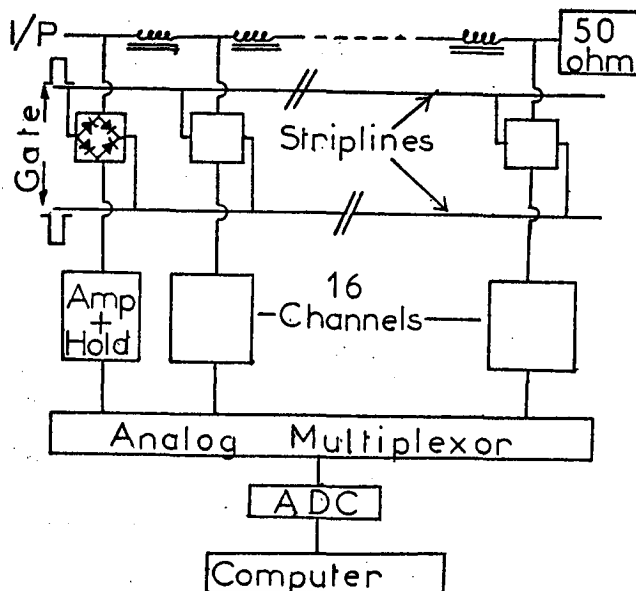 I/P
50
ohm
Gate
Striplines
Amp
+
Hold
16
Channels
Analog Multiplexor
ADC
Computer